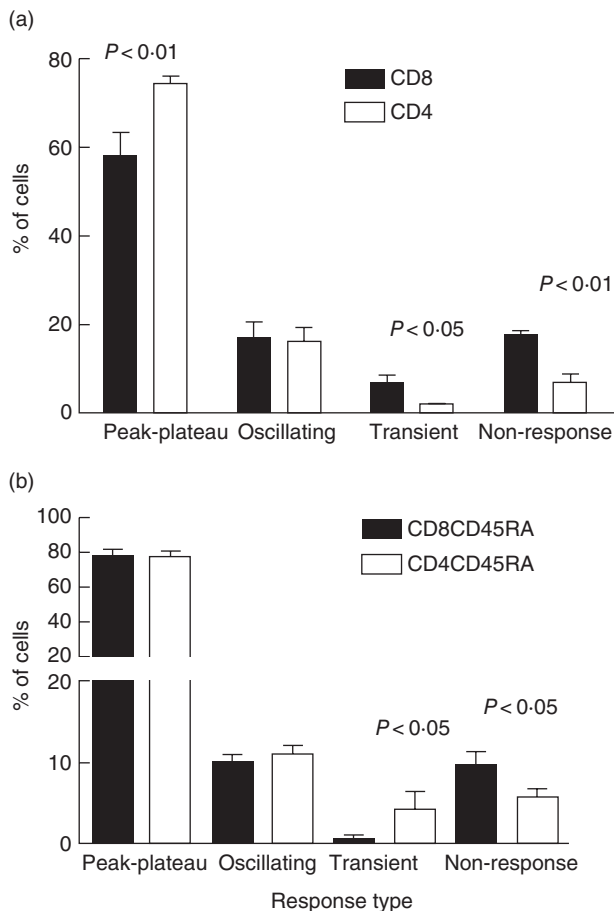 (a)
P < 0·01
80
CD8
CD4
60
% of cells
40
20
P < 0·05
P < 0·01
0
Peak-plateau Oscillating Transient Non-response
(b)
100
CD8CD45RA
80
CD4CD45RA
60
40
20
% of cells
20
P < 0·05
P < 0·05
10
0
Peak-plateau Oscillating Transient Non-response
Response type